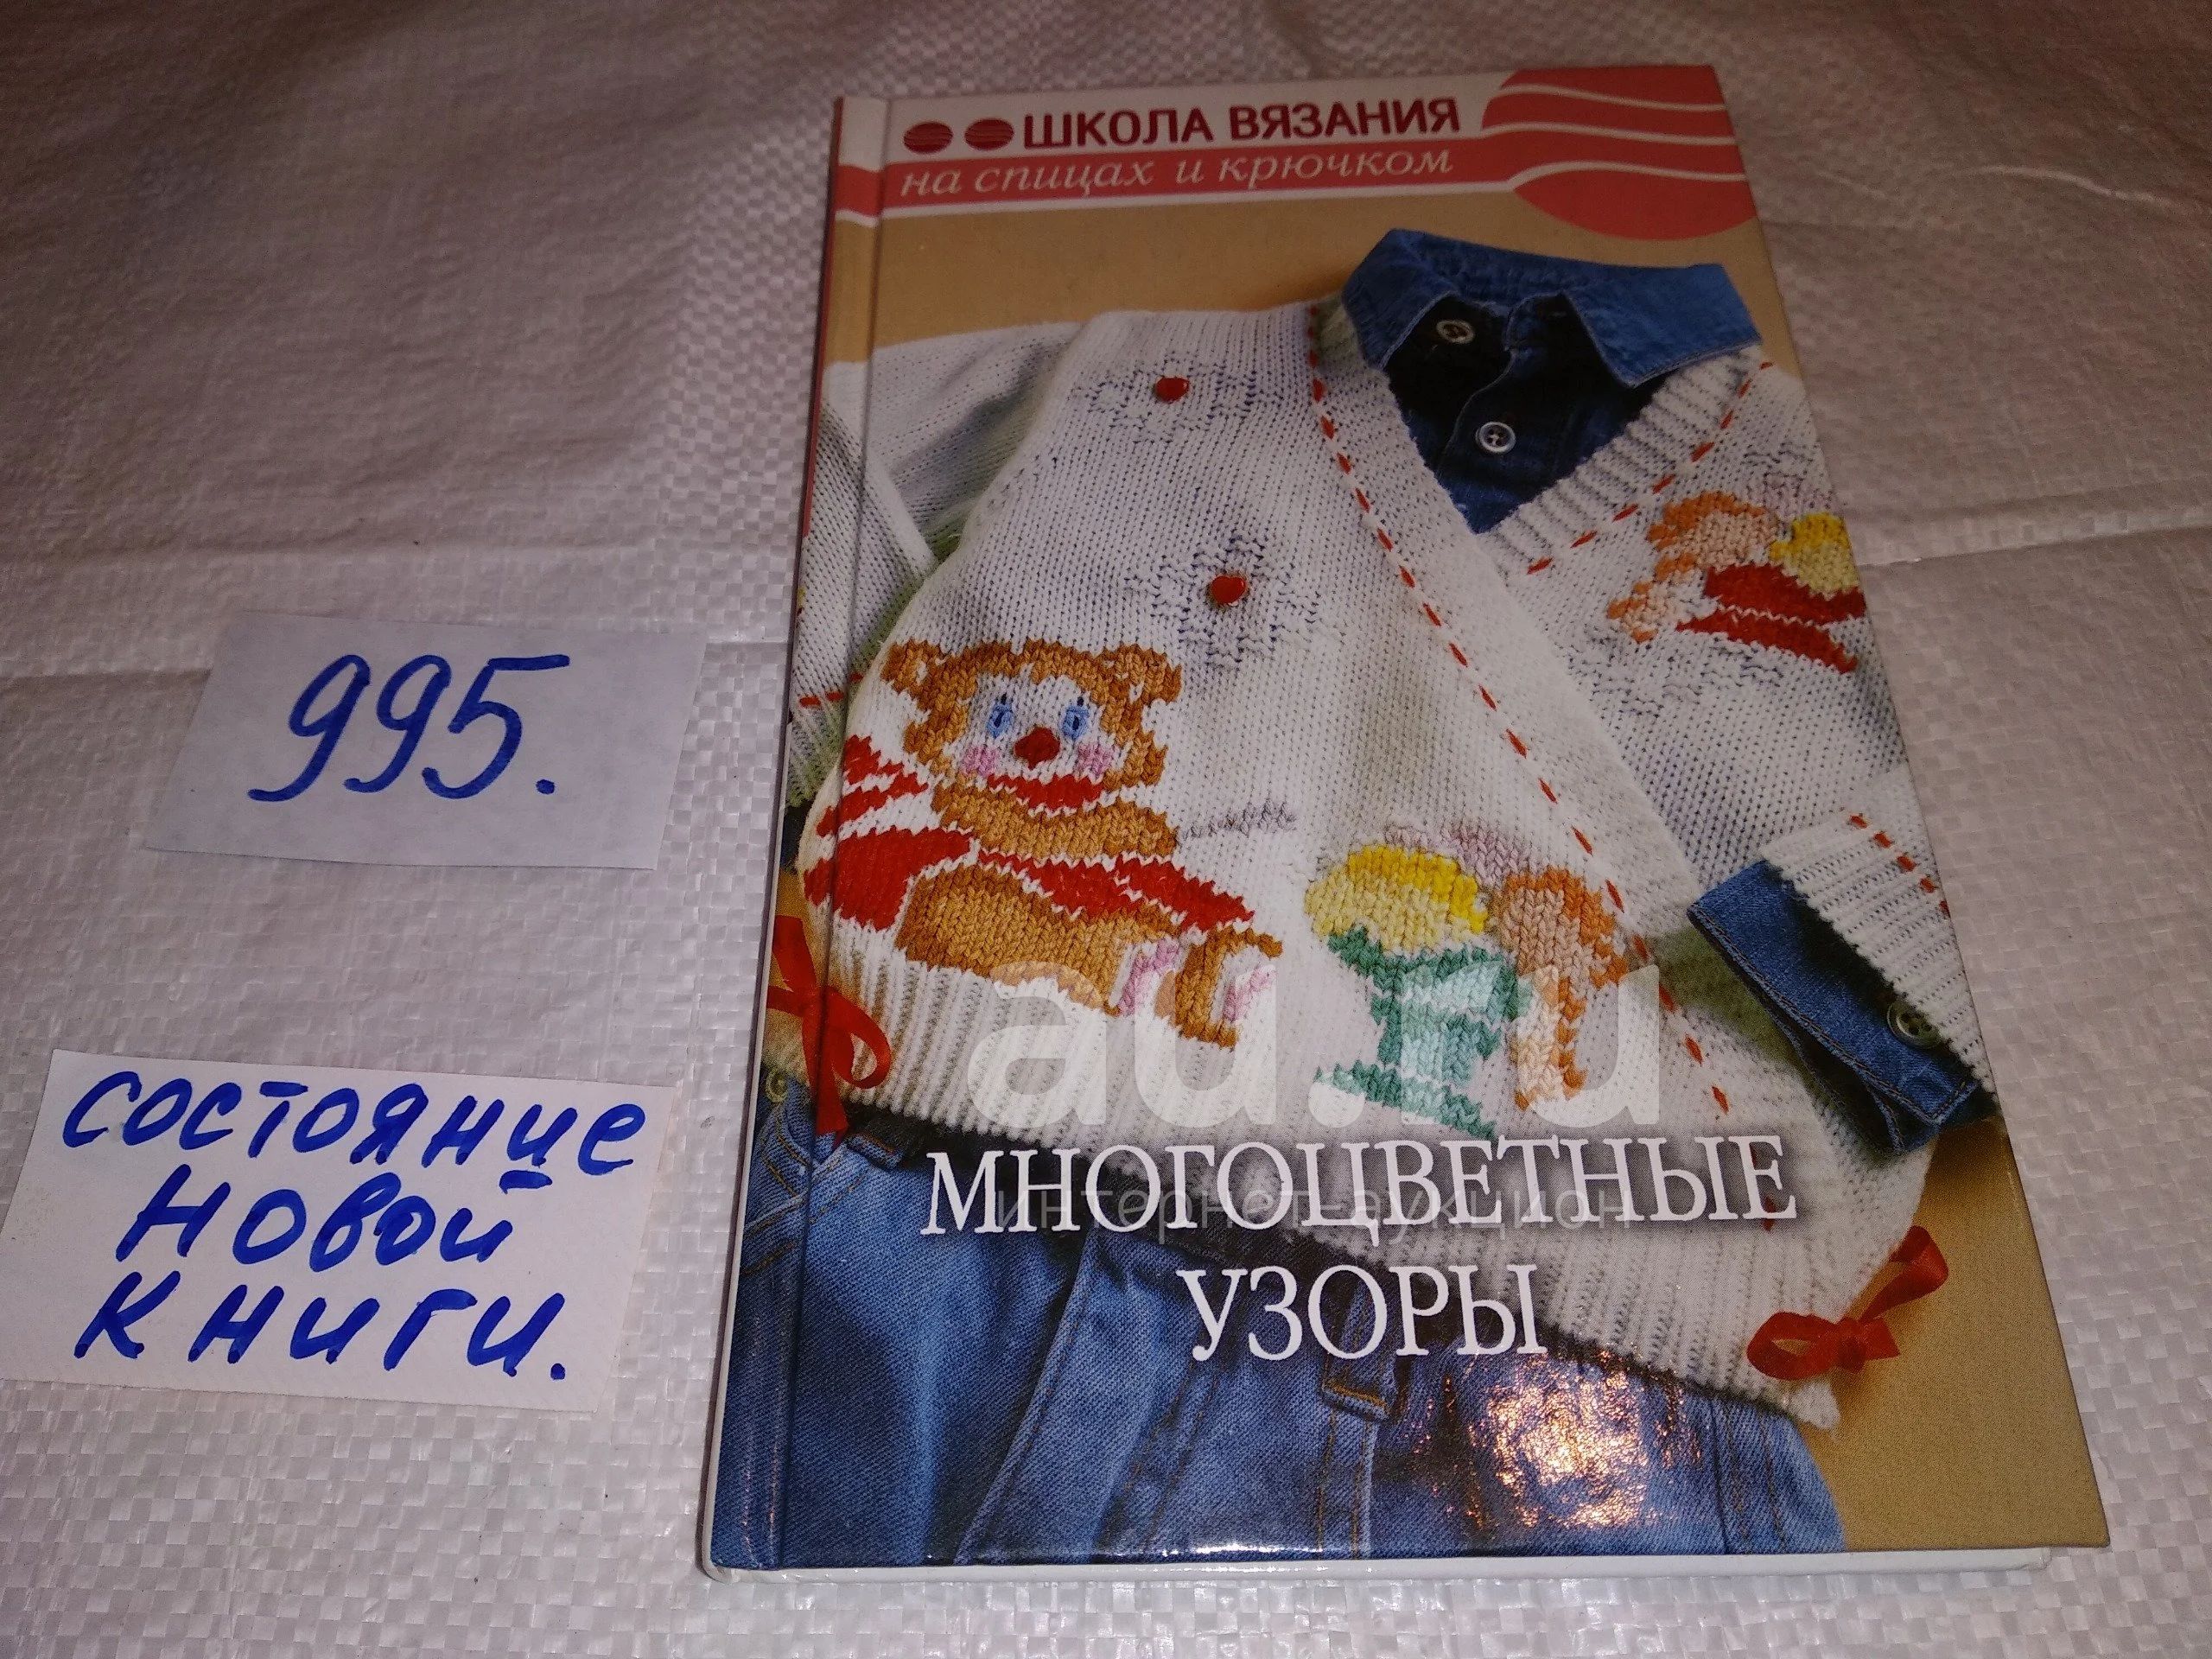 ШКОЛА ВЯЗАНИЯ
на спицах и крючком
995.
состояние
новой
книги.
au.ru
МНОГОЦВЕТНЫЕ
интернет-аукцион
УЗОРЫ